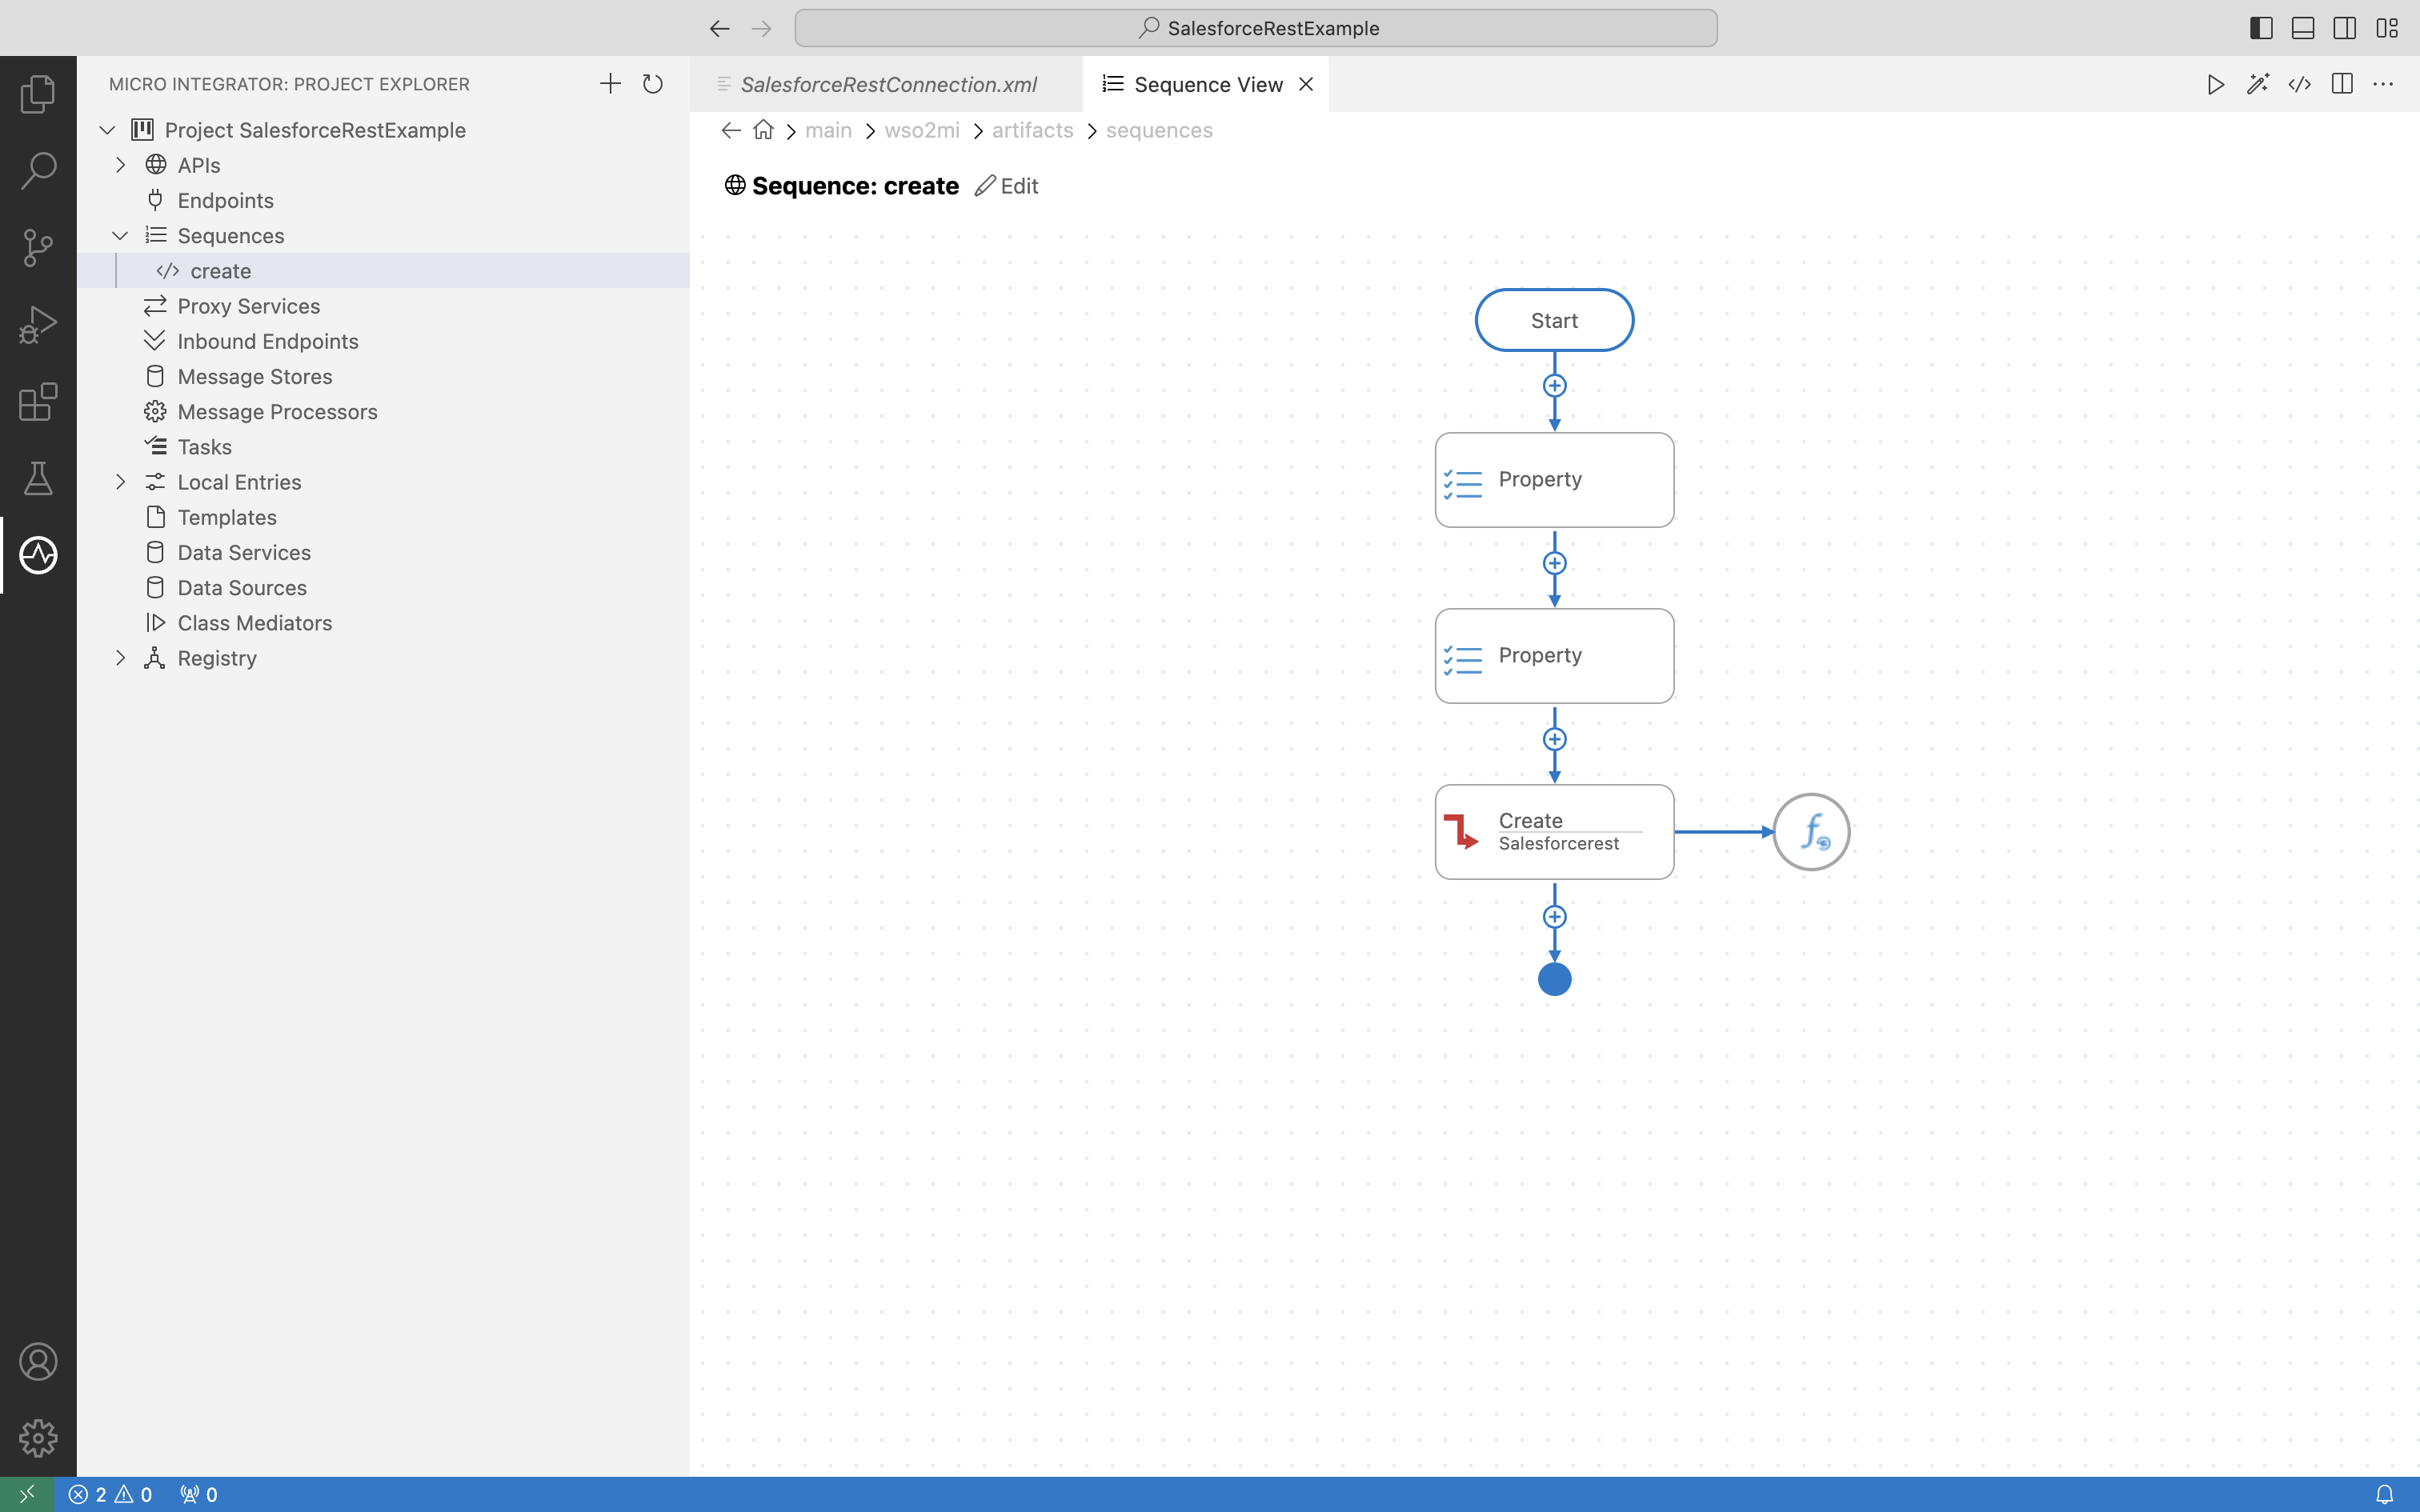 SalesforceRestExample
MICRO INTEGRATOR: PROJECT EXPLORER
SalesforceRestConnection.xml
Sequence View
Project SalesforceRestExample
APIs
Endpoints
Sequences
create
Proxy Services
Inbound Endpoints
Message Stores
Message Processors
Tasks
Local Entries
Templates
Data Services
Data Sources
Class Mediators
Registry
main > wso2mi > artifacts > sequences
Sequence: create Edit
Start
Property
Property
Create
Salesforcerest
2 0 0